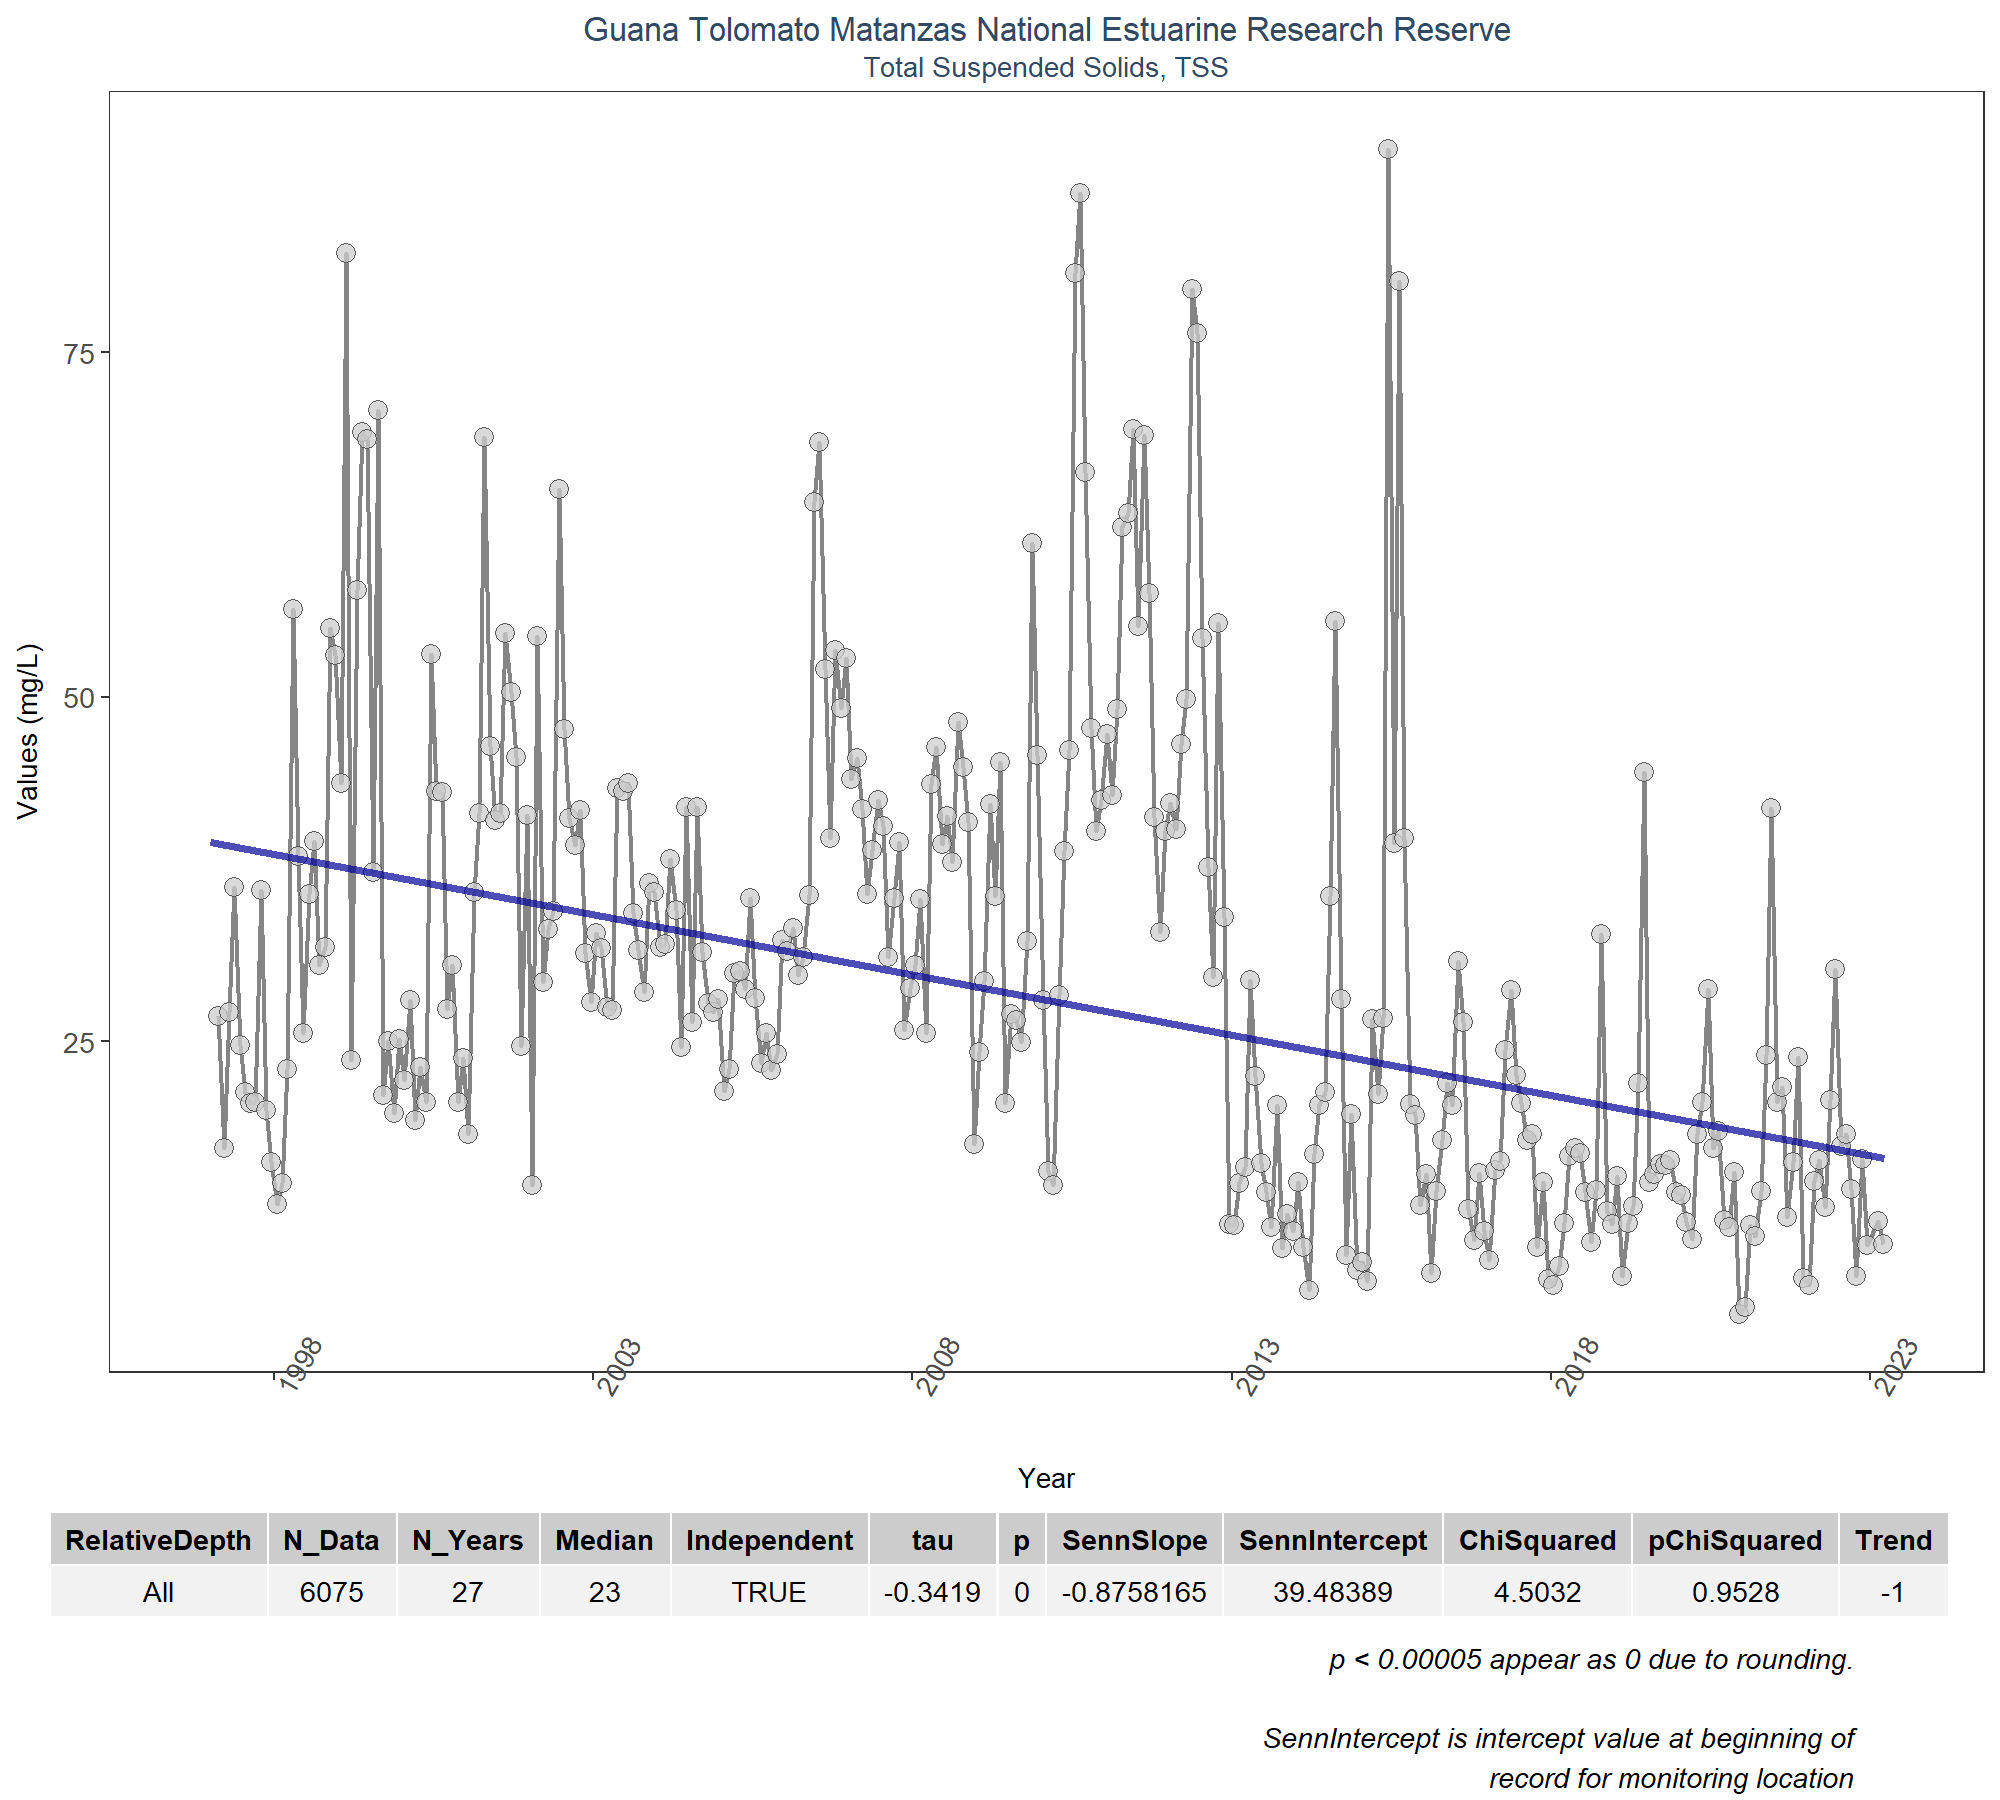 Guana Tolomato Matanzas National Estuarine Research Reserve
Total Suspended Solids, TSS
Values (mg/L)
75
50
25
1998
2003
2008
2013
2018
2023
Year
RelativeDepth N_Data N_Years Median Independent tau p SennSlope SennIntercept ChiSquared pChiSquared Trend
All 6075 27 23 TRUE -0.3419 0 -0.8758165 39.48389 4.5032 0.9528 -1
p < 0.00005 appear as 0 due to rounding.
SennIntercept is intercept value at beginning of
record for monitoring location